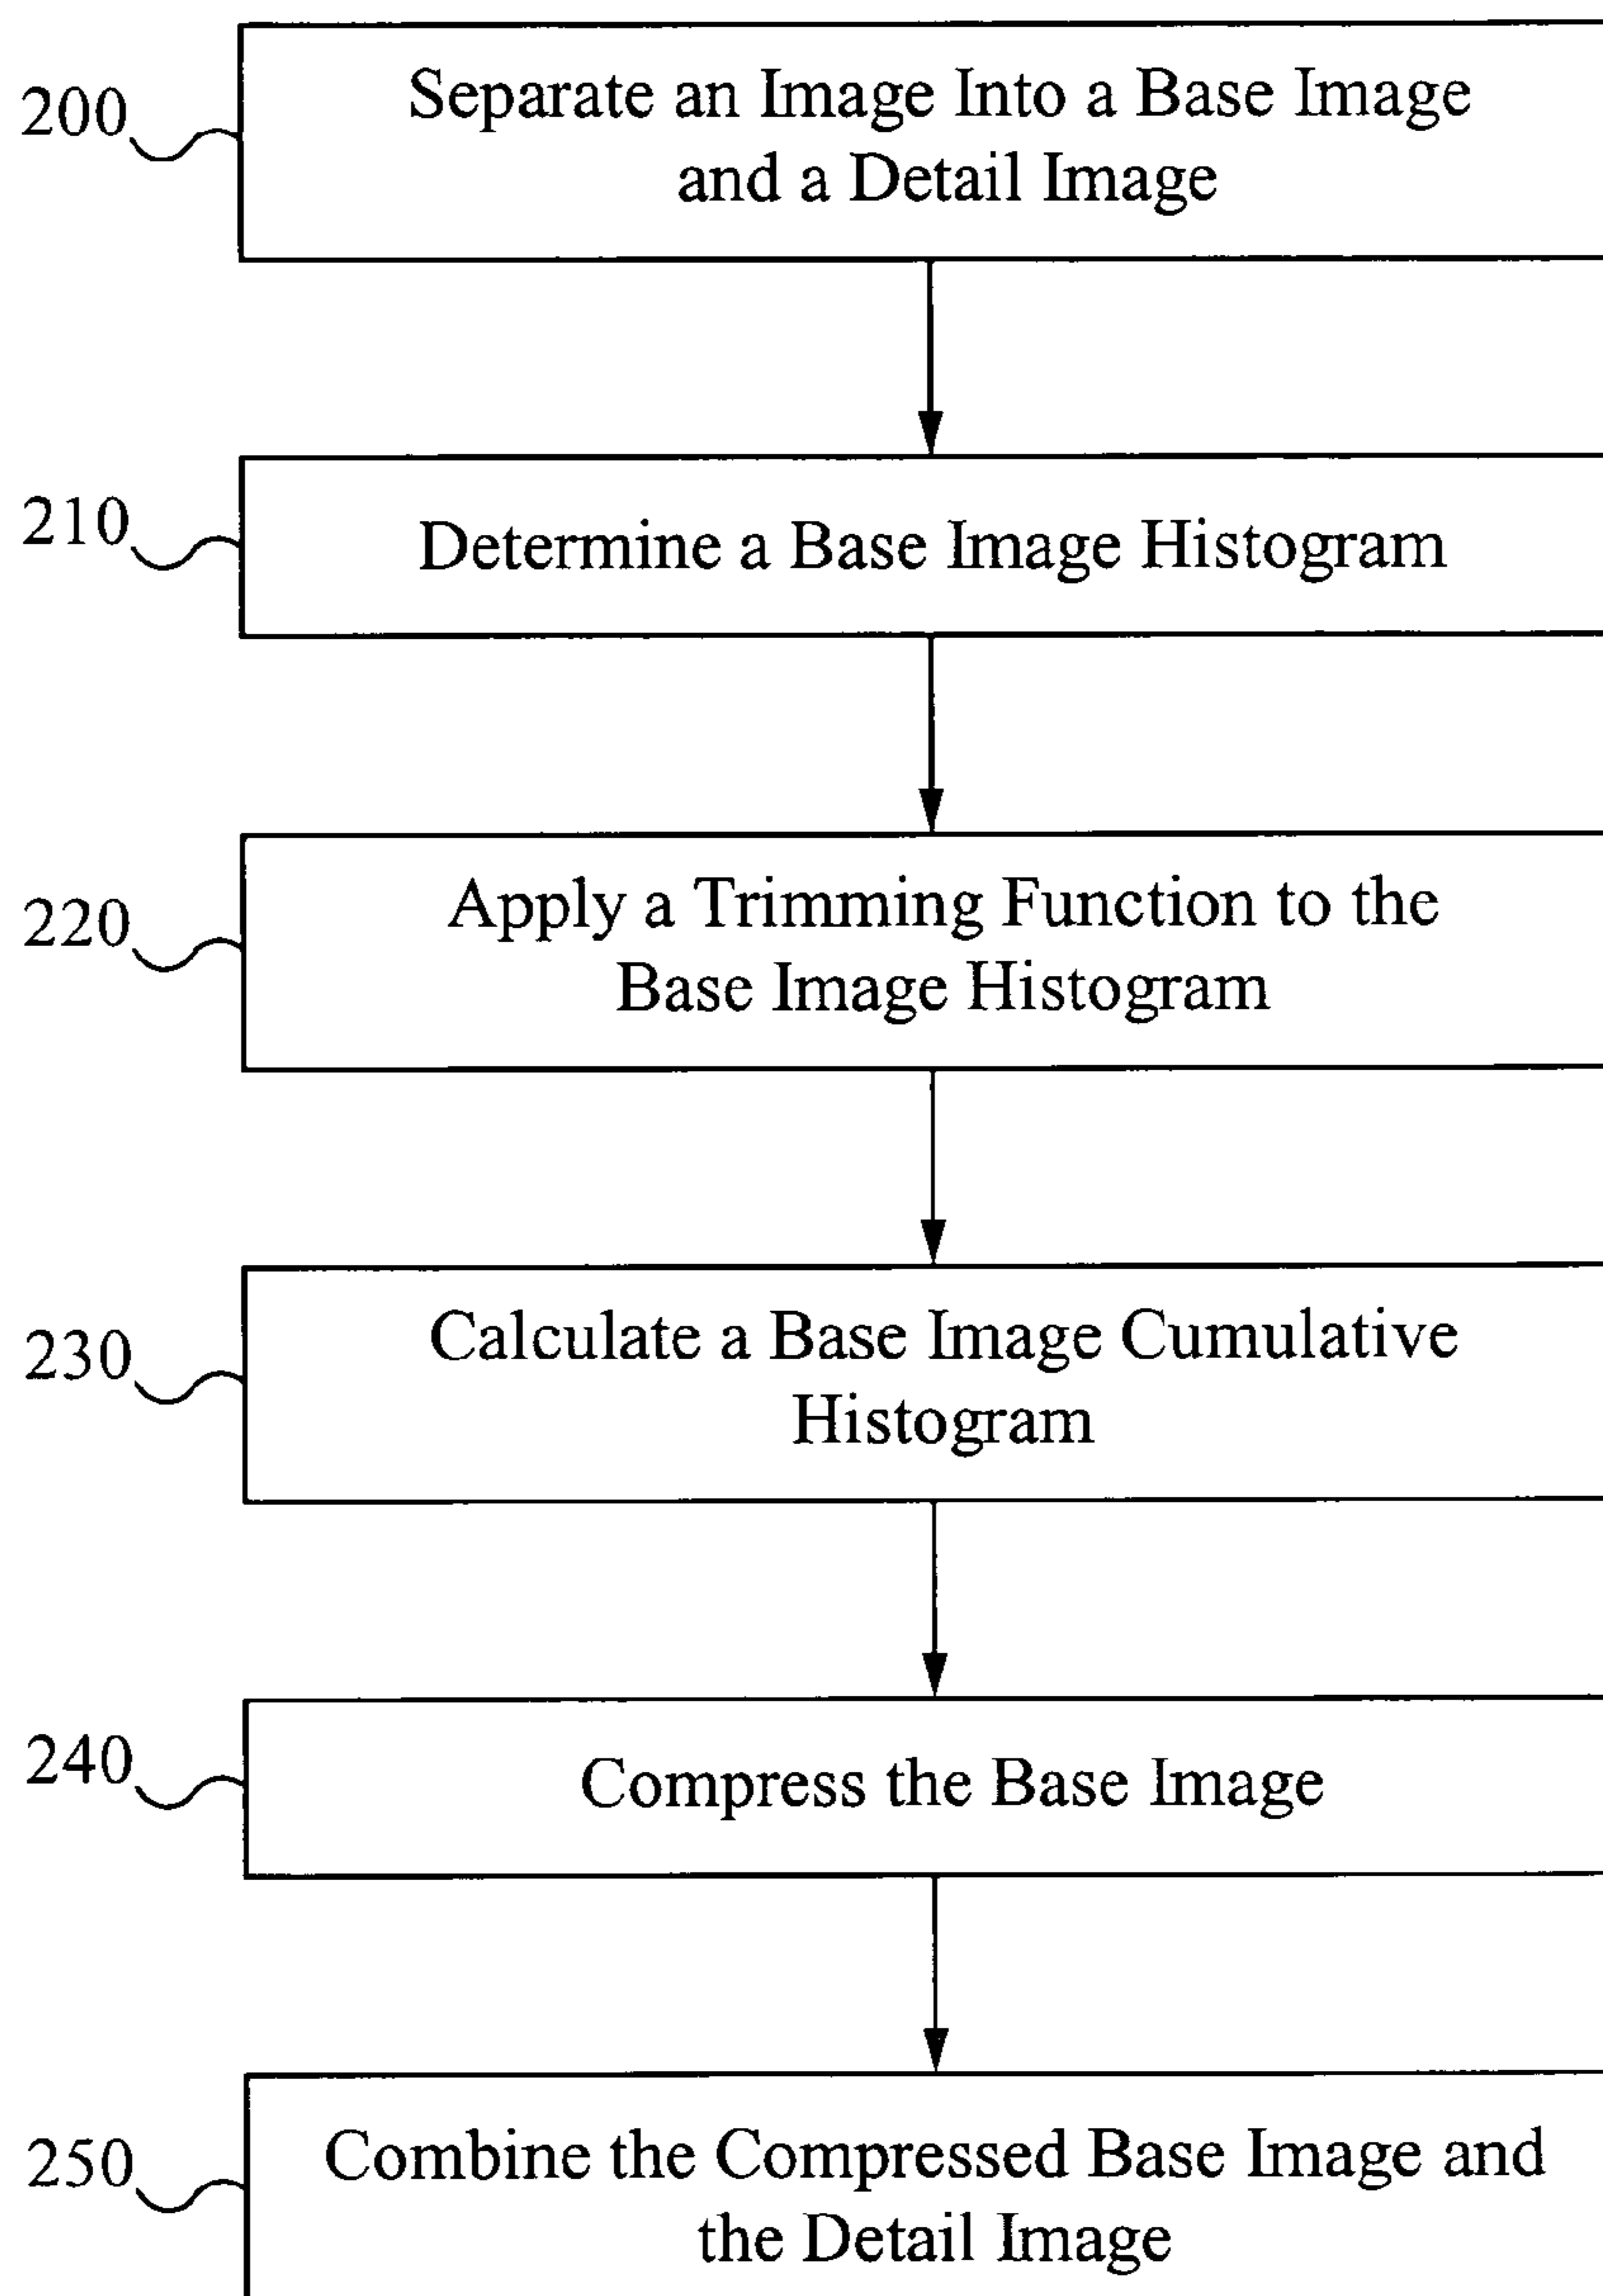 200
Separate an Image Into a Base Image
and a Detail Image
210
Determine a Base Image Histogram
220
Apply a Trimming Function to the
Base Image Histogram
230
Calculate a Base Image Cumulative
Histogram
240
Compress the Base Image
250
Combine the Compressed Base Image and
the Detail Image